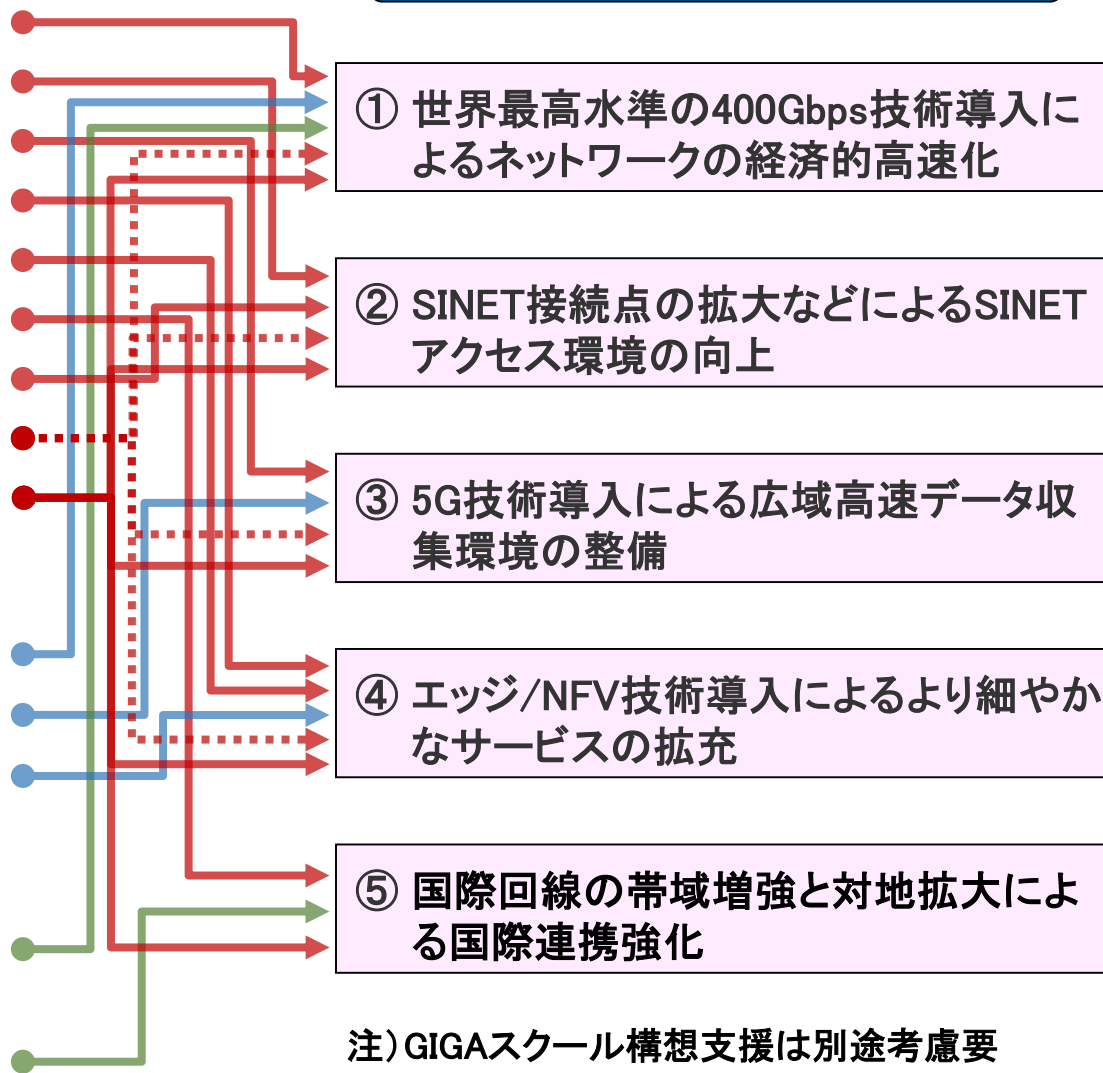 ① 世界最高水準の400Gbps技術導入に
よるネットワークの経済的高速化
② SINET接続点の拡大などによるSINET
アクセス環境の向上
③ 5G技術導入による広域高速データ収
集環境の整備
④ エッジ/NFV技術導入によるより細やか
なサービスの拡充
⑤ 国際回線の帯域増強と対地拡大によ
る国際連携強化
注）GIGAスクール構想支援は別途考慮要